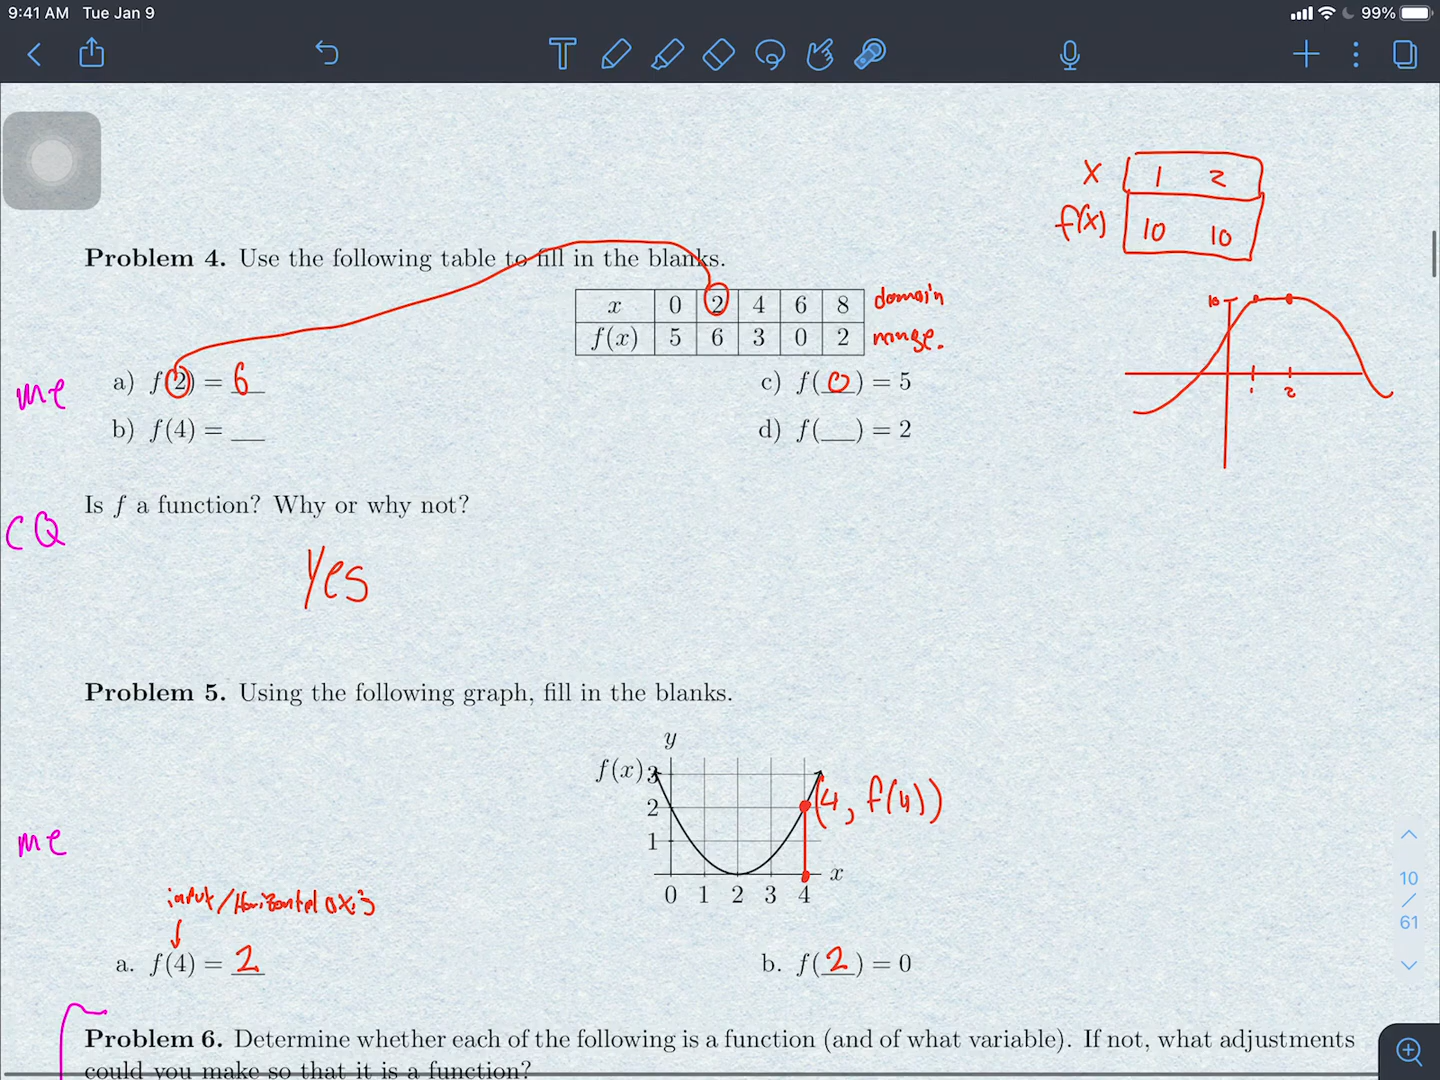 9:41 AM Tue Jan 9
99%
x 1 2
f(x) 10 10
Problem 4. Use the following table to fill in the blanks.
x 0 2 4 6 8 domain
f(x) 5 6 3 0 2 range.
10
1 2
me
a) f(2) = 6
c) f(0) = 5
b) f(4) = __
d) f(__) = 2
CQ
Is f a function? Why or why not?
Yes
Problem 5. Using the following graph, fill in the blanks.
y
f(x) 3
2
1
(4, f(4))
x
0 1 2 3 4
me
input/Horizontal axis
a. f(4) = 2
b. f(2) = 0
10
/
61
Problem 6. Determine whether each of the following is a function (and of what variable). If not, what adjustments
could you make so that it is a function?